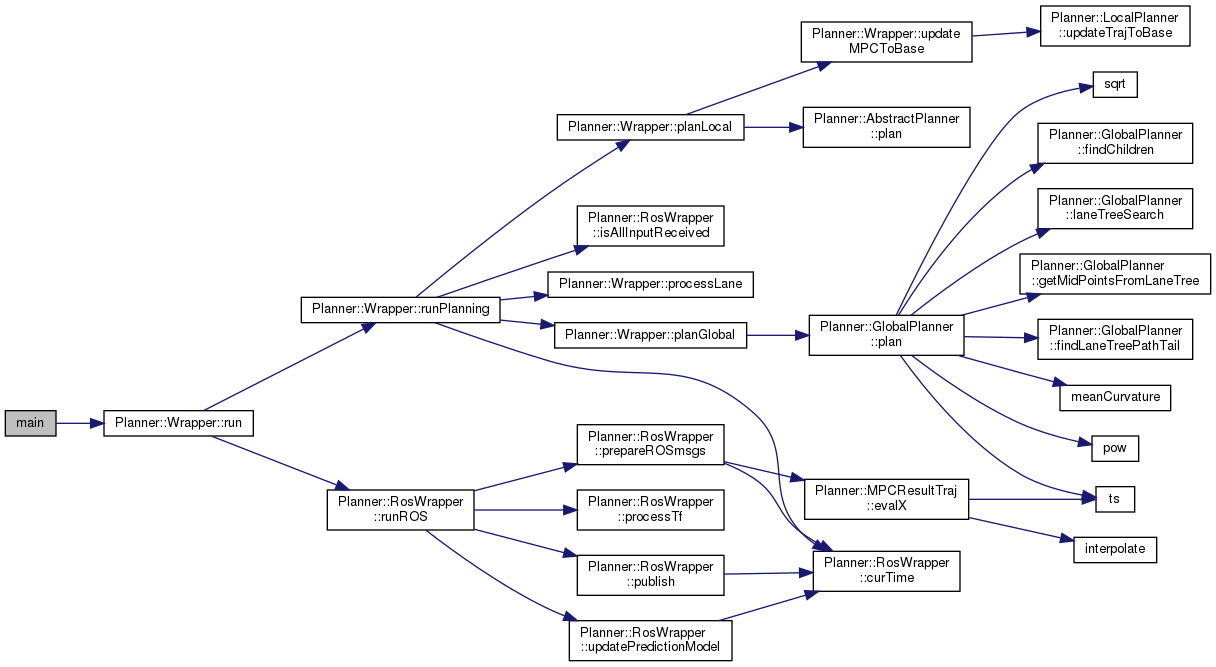 main
Planner::Wrapper::run
Planner::Wrapper::runPlanning
Planner::RosWrapper
::runROS
Planner::Wrapper::planLocal
Planner::RosWrapper
::isAllInputReceived
Planner::Wrapper::processLane
Planner::Wrapper::planGlobal
Planner::RosWrapper
::prepareROSmsgs
Planner::RosWrapper
::processTf
Planner::RosWrapper
::publish
Planner::RosWrapper
::updatePredictionModel
Planner::Wrapper::update
MPCToBase
Planner::AbstractPlanner
::plan
Planner::GlobalPlanner
::plan
Planner::MPCResultTraj
::evalX
Planner::RosWrapper
::curTime
Planner::LocalPlanner
::updateTrajToBase
sqrt
Planner::GlobalPlanner
::findChildren
Planner::GlobalPlanner
::laneTreeSearch
Planner::GlobalPlanner
::getMidPointsFromLaneTree
Planner::GlobalPlanner
::findLaneTreePathTail
meanCurvature
pow
ts
interpolate